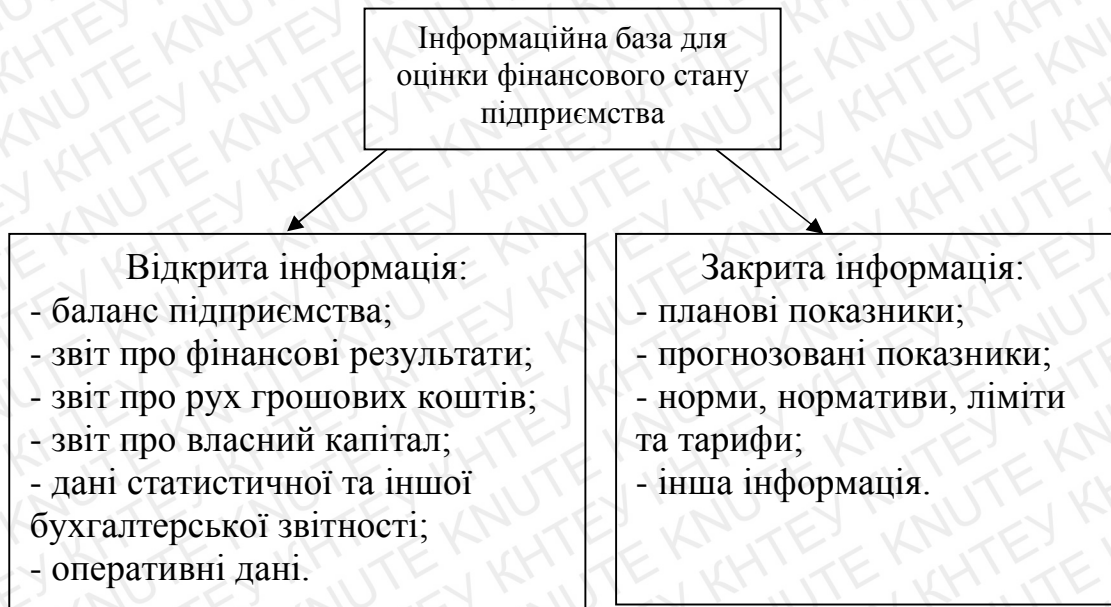 Інформаційна база для
оцінки фінансового стану
підприємства
Відкрита інформація:
- баланс підприємства;
- звіт про фінансові результати;
- звіт про рух грошових коштів;
- звіт про власний капітал;
- дані статистичної та іншої
бухгалтерської звітності;
- оперативні дані.
Закрита інформація:
- планові показники;
- прогнозовані показники;
- норми, нормативи, ліміти
та тарифи;
- інша інформація.